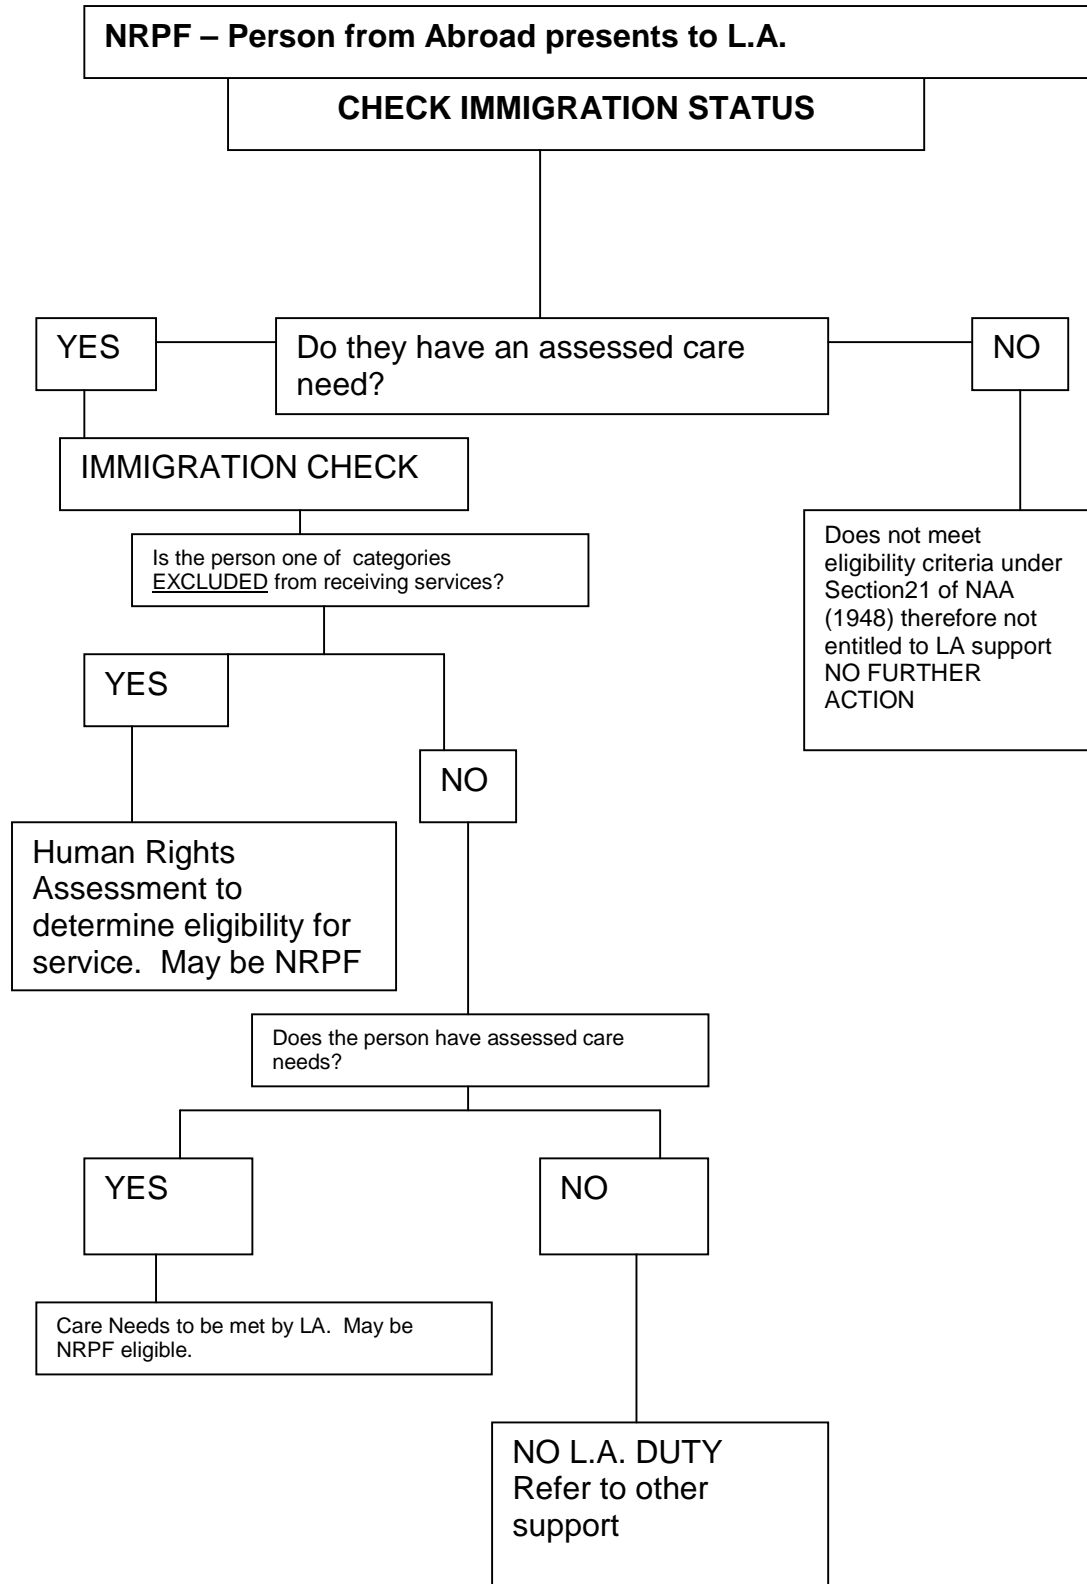 NRPF – Person from Abroad presents to L.A.
CHECK IMMIGRATION STATUS
YES
Do they have an assessed care
need?
NO
IMMIGRATION CHECK
Is the person one of categories
EXCLUDED from receiving services?
Does not meet
eligibility criteria under
Section21 of NAA
(1948) therefore not
entitled to LA support
NO FURTHER
ACTION
YES
NO
Human Rights
Assessment to
determine eligibility for
service. May be NRPF
Does the person have assessed care
needs?
YES
NO
Care Needs to be met by LA. May be
NRPF eligible.
NO L.A. DUTY
Refer to other
support